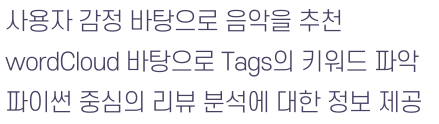 사용자 감정 바탕으로 음악을 추천
wordCloud 바탕으로 Tags의 키워드 파악
파이썬 중심의 리뷰 분석에 대한 정보 제공